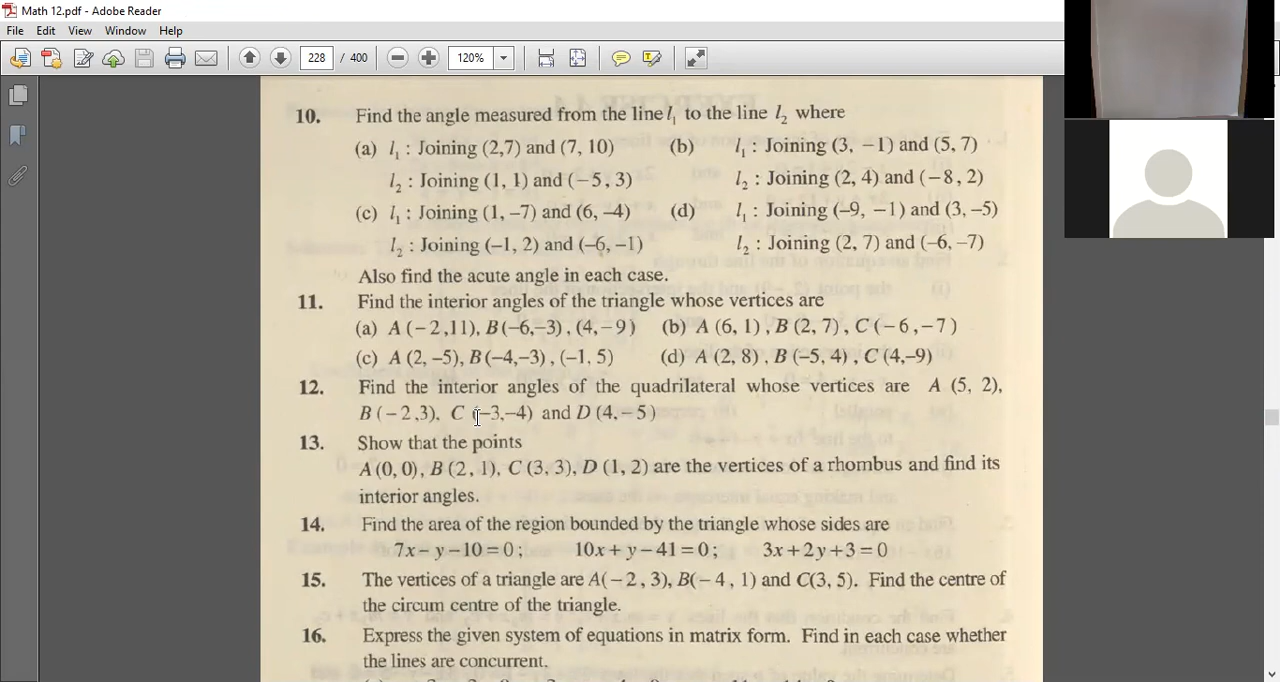 Math 12.pdf - Adobe Reader
File Edit View Window Help
228 / 400 120%
10. Find the angle measured from the line l₁ to the line l₂ where
(a) l₁ : Joining (2,7) and (7, 10) (b) l₁ : Joining (3, −1) and (5, 7)
l₂ : Joining (1, 1) and (−5, 3) l₂ : Joining (2, 4) and (−8, 2)
(c) l₁ : Joining (1, −7) and (6, −4) (d) l₁ : Joining (−9, −1) and (3, −5)
l₂ : Joining (−1, 2) and (−6, −1) l₂ : Joining (2, 7) and (−6, −7)
Also find the acute angle in each case.
11. Find the interior angles of the triangle whose vertices are
(a) A (−2,11), B(−6,−3), (4,−9) (b) A (6, 1), B (2, 7), C(−6,−7)
(c) A (2, −5), B(−4,−3), (−1, 5) (d) A (2, 8), B (−5, 4), C (4,−9)
12. Find the interior angles of the quadrilateral whose vertices are A (5, 2),
B (−2,3), C (−3,−4) and D (4,−5)
13. Show that the points
A (0, 0), B (2, 1), C (3, 3), D (1, 2) are the vertices of a rhombus and find its
interior angles.
14. Find the area of the region bounded by the triangle whose sides are
7x − y −10 = 0; 10x + y −41 = 0; 3x + 2y + 3 = 0
15. The vertices of a triangle are A(−2, 3), B(−4, 1) and C(3, 5). Find the centre of
the circum centre of the triangle.
16. Express the given system of equations in matrix form. Find in each case whether
the lines are concurrent.